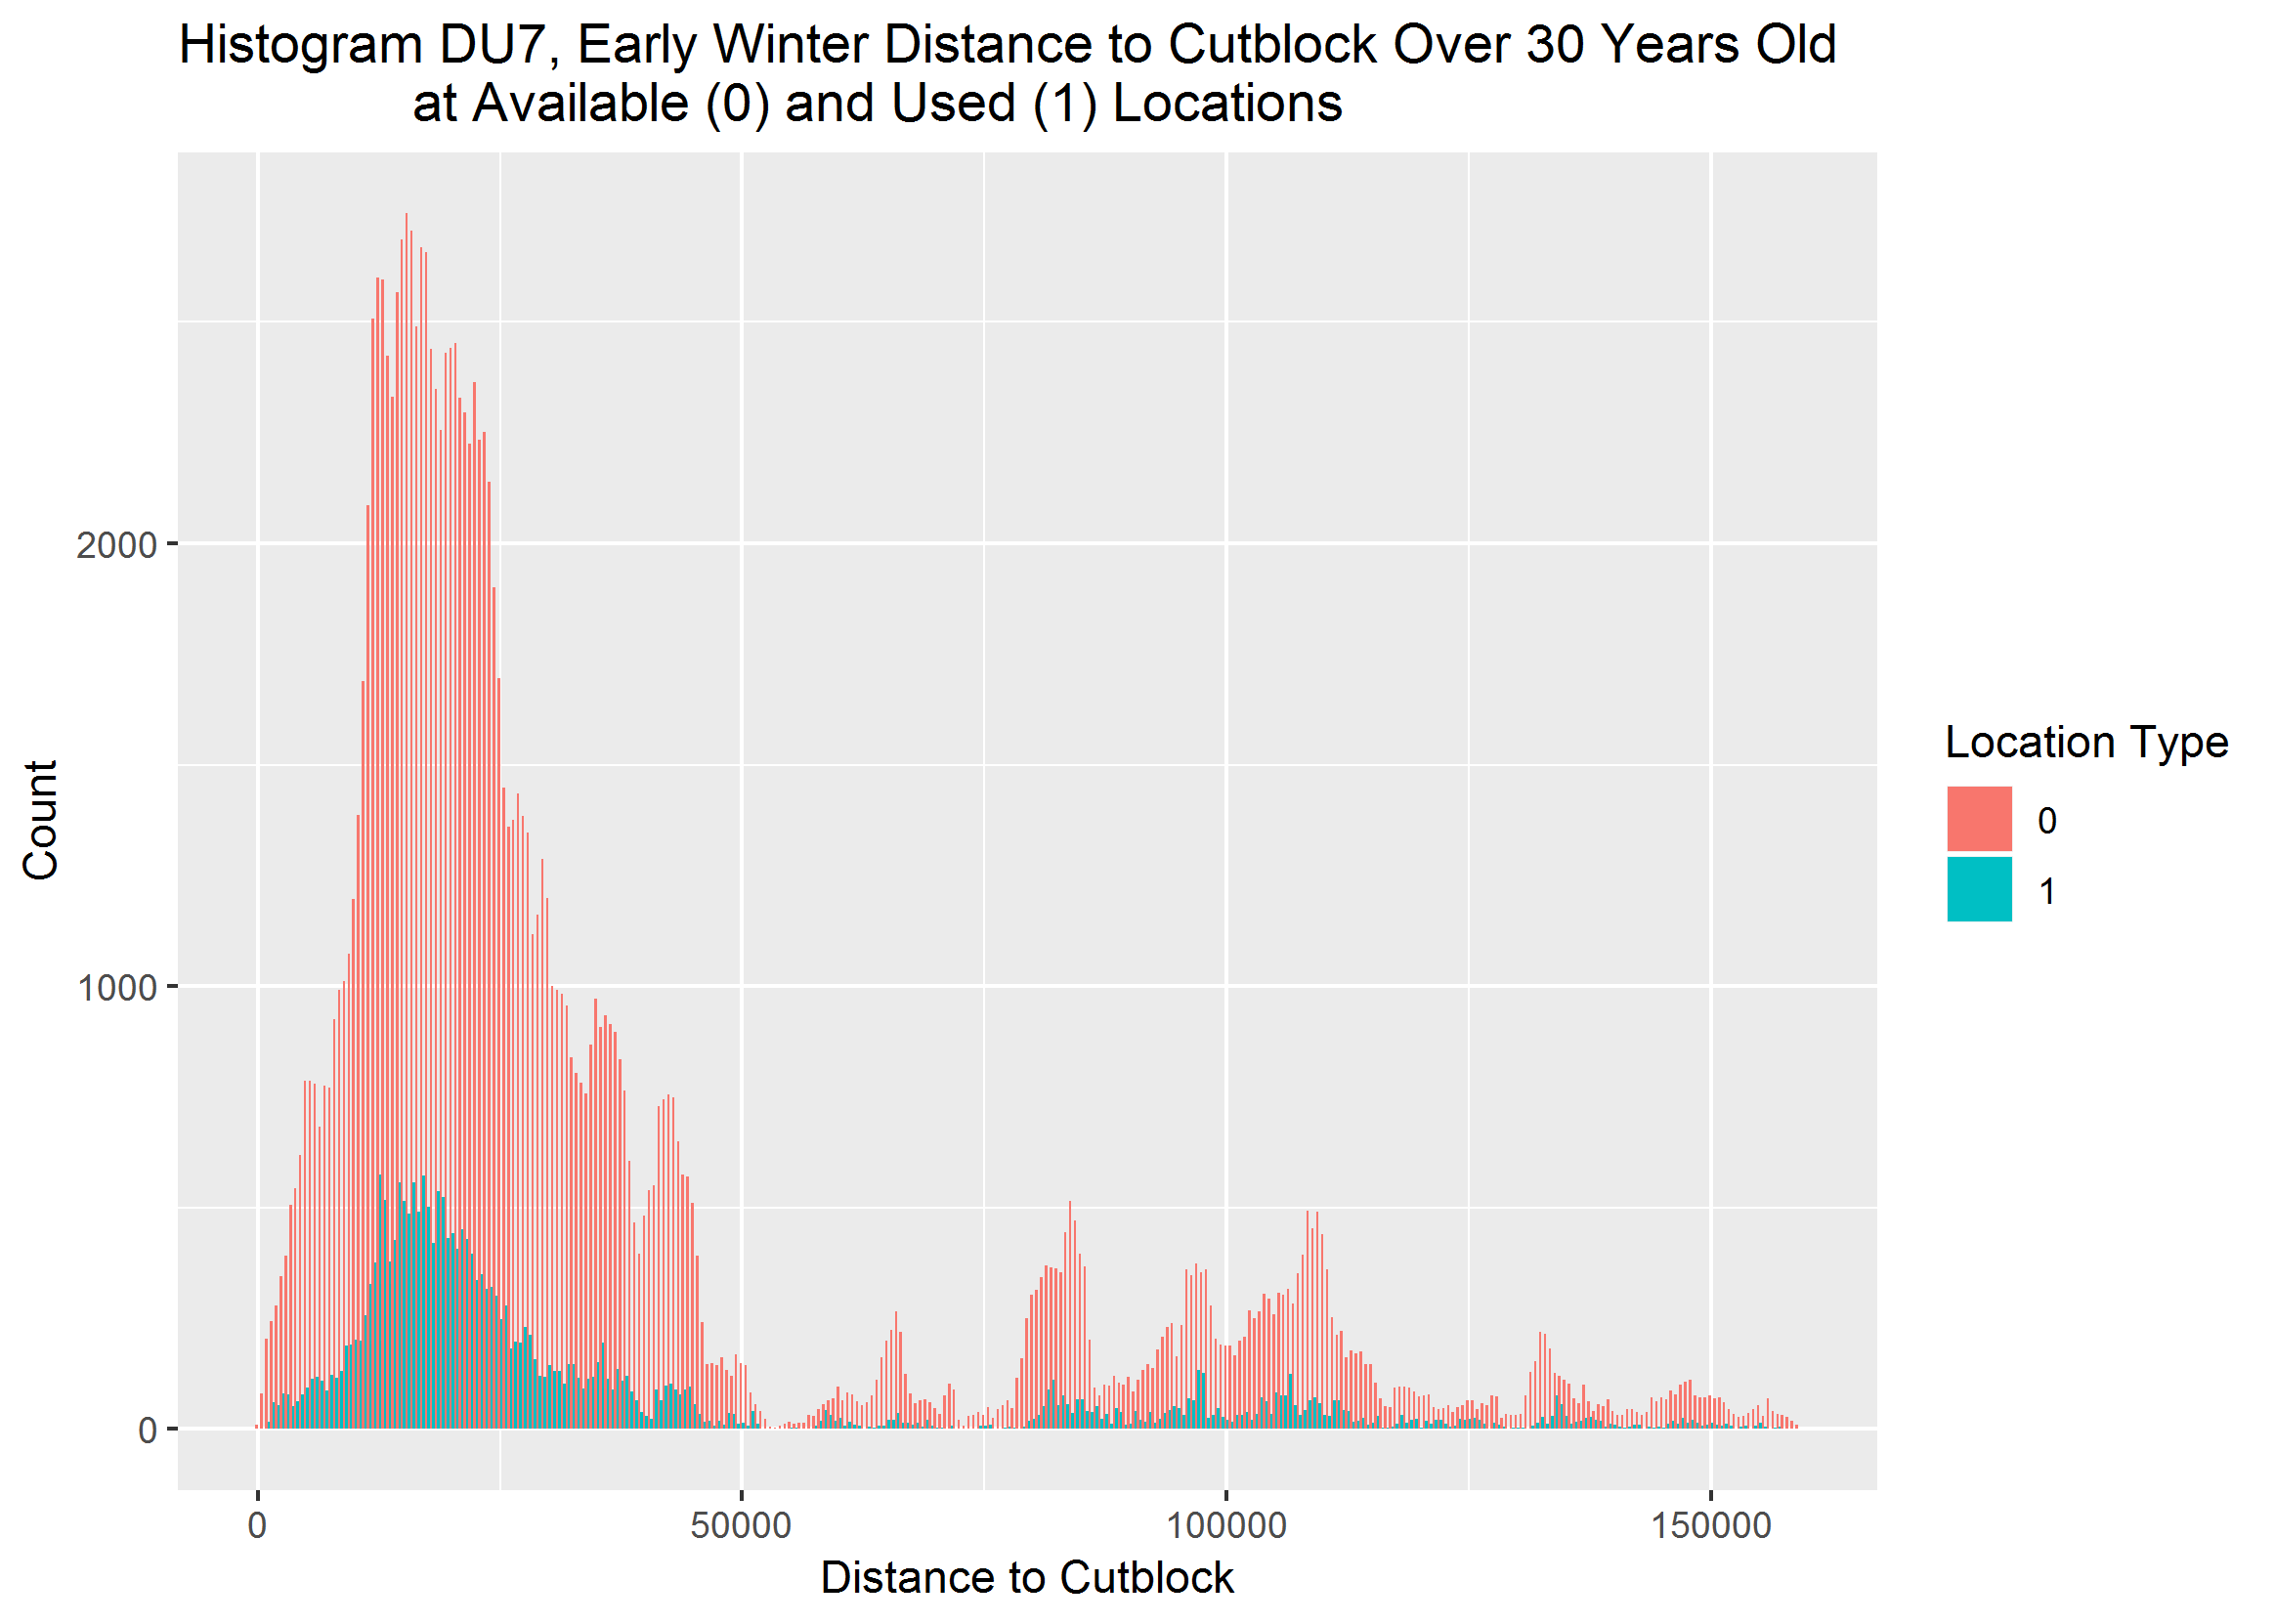 Histogram DU7, Early Winter Distance to Cutblock Over 30 Years Old
at Available (0) and Used (1) Locations
Count
2000
1000
0
0
50000
100000
150000
Distance to Cutblock
Location Type
0
1